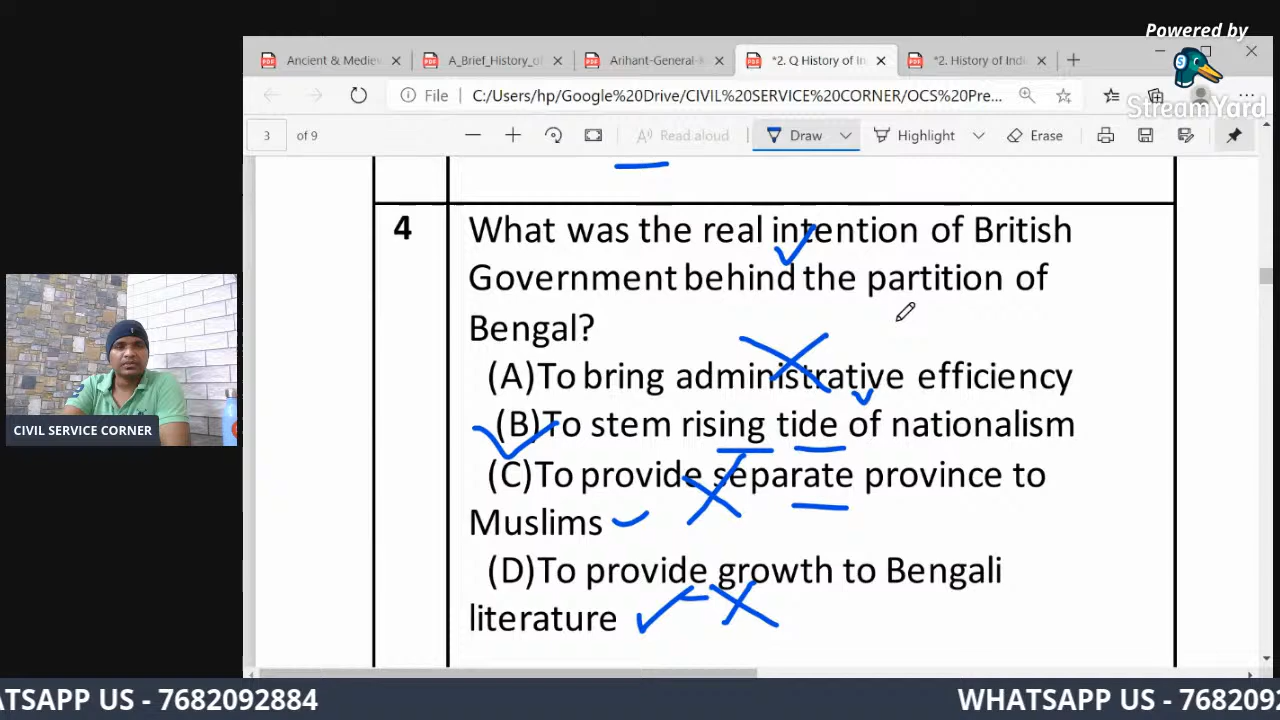 Powered by
StreamYard
Ancient & Mediev
A_Brief_History_of
Arihant-General-k
*2. Q History of In
*2. History of Indi
File
C:/Users/hp/Google%20Drive/CIVIL%20SERVICE%20CORNER/OCS%20Pre...
3 of 9
Read aloud
Draw
Highlight
Erase
4
What was the real intention of British
Government behind the partition of
Bengal?
(A)To bring administrative efficiency
(B)To stem rising tide of nationalism
(C)To provide separate province to
Muslims
(D)To provide growth to Bengali
literature
CIVIL SERVICE CORNER
ATSAPP US - 7682092884
WHATSAPP US - 7682092